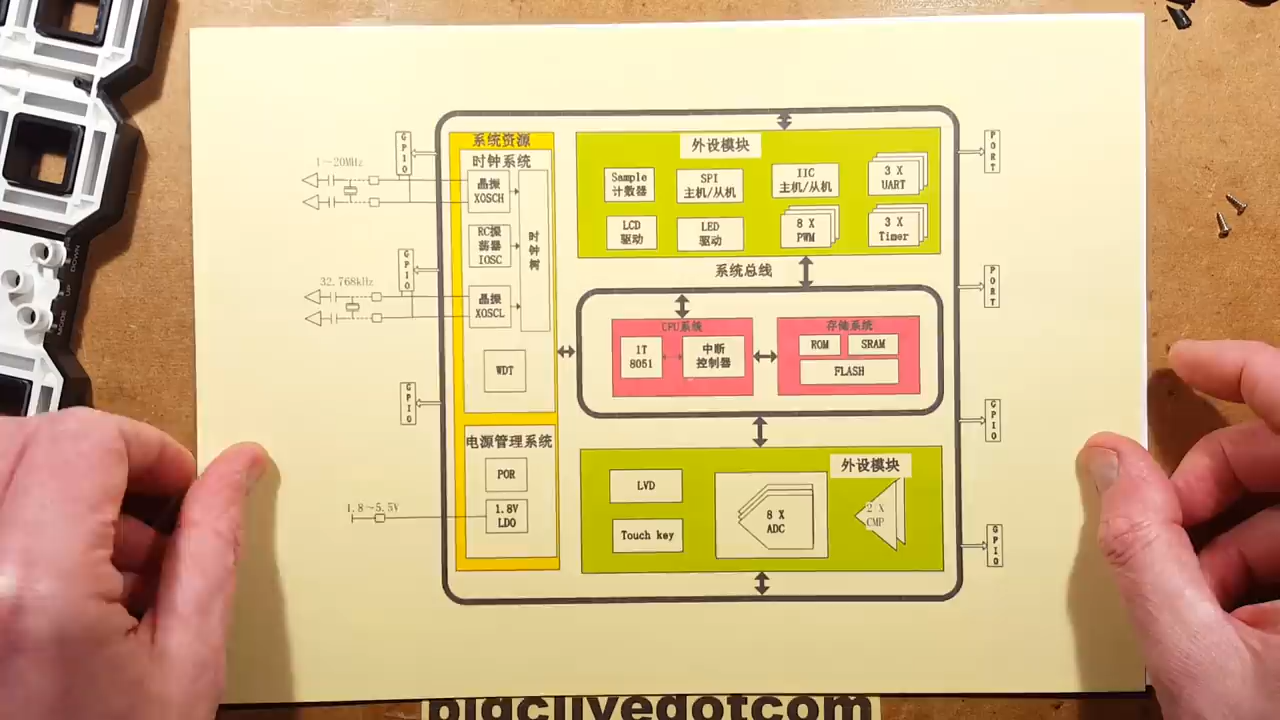 系统资源
时钟系统
1~20MHz
GPIO
晶振
XOSCH
RC振
荡器
IOSC
时钟树
GPIO
32.768kHz
晶振
XOSCL
WDT
GPIO
电源管理系统
POR
1.8~5.5V
1.8V
LDO
外设模块
Sample
计数器
SPI
主机/从机
IIC
主机/从机
3 X
UART
LCD
驱动
LED
驱动
8 X
PWM
3 X
Timer
系统总线
CPU系统
1T
8051
中断
控制器
存储系统
ROM
SRAM
FLASH
外设模块
LVD
Touch key
8 X
ADC
2 X
CMP
PORT
PORT
GPIO
GPIO
DOWN
UP
MODE
bigclivedotcom